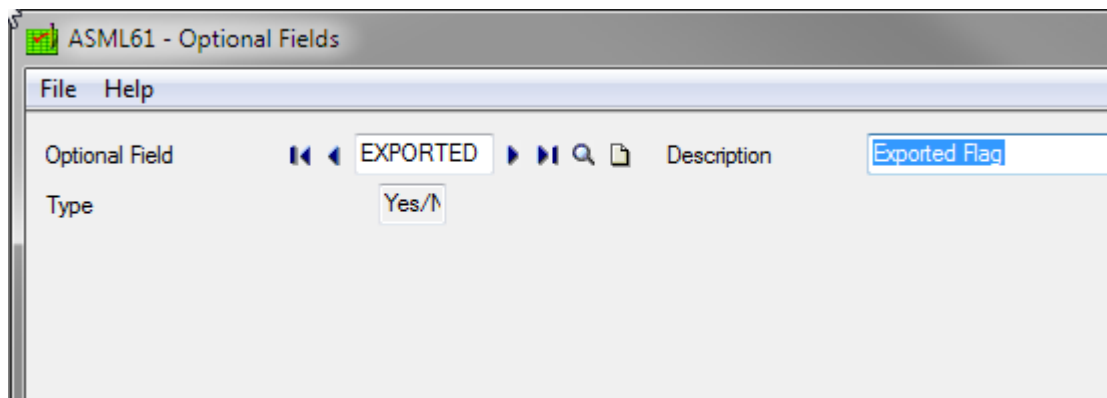 ASML61 - Optional Fields
File Help
Optional Field EXPORTED Description Exported Flag
Type Yes/N